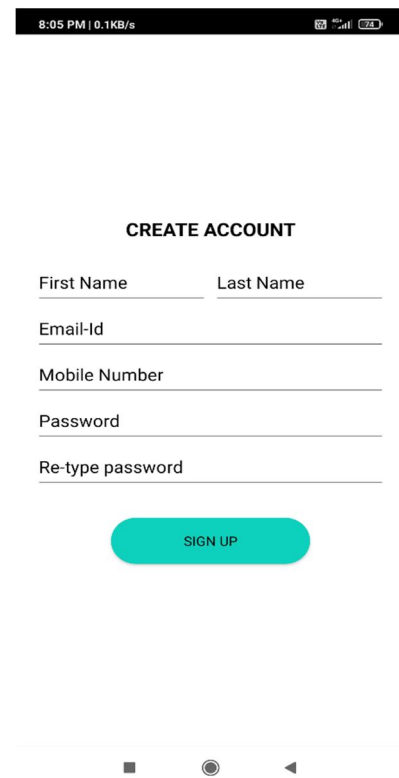 8:05 PM | 0.1KB/s 4G+ 74
CREATE ACCOUNT
First Name Last Name
Email-Id
Mobile Number
Password
Re-type password
SIGN UP